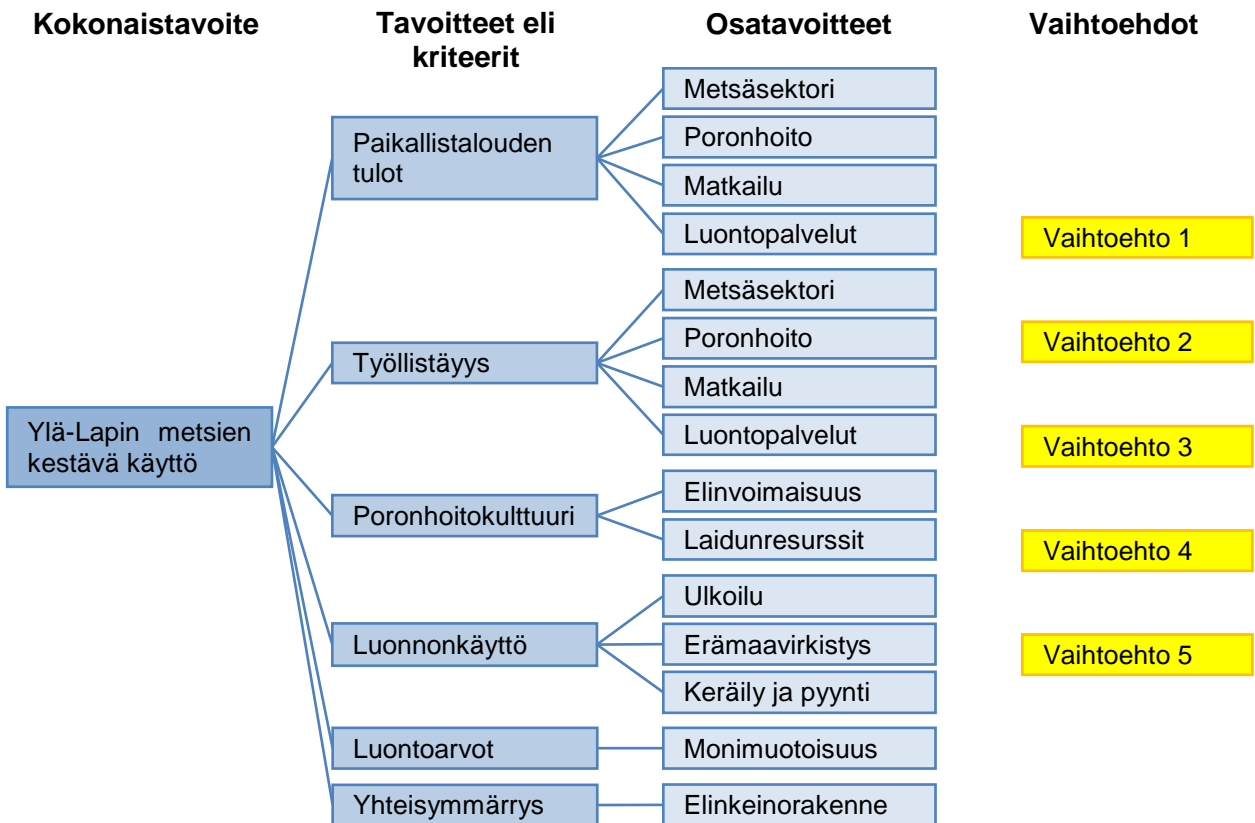 Kokonaistavoite
Tavoitteet eli
kriteerit
Osatavoitteet
Vaihtoehdot
Ylä-Lapin metsien
kestävä käyttö
Paikallistalouden
tulot
Työllistäyys
Poronhoitokulttuuri
Luonnonkäyttö
Luontoarvot
Yhteisymmärrys
Metsäsektori
Poronhoito
Matkailu
Luontopalvelut
Metsäsektori
Poronhoito
Matkailu
Luontopalvelut
Elinvoimaisuus
Laidunresurssit
Ulkoilu
Erämaavirkistys
Keräily ja pyynti
Monimuotoisuus
Elinkeinorakenne
Vaihtoehto 1
Vaihtoehto 2
Vaihtoehto 3
Vaihtoehto 4
Vaihtoehto 5